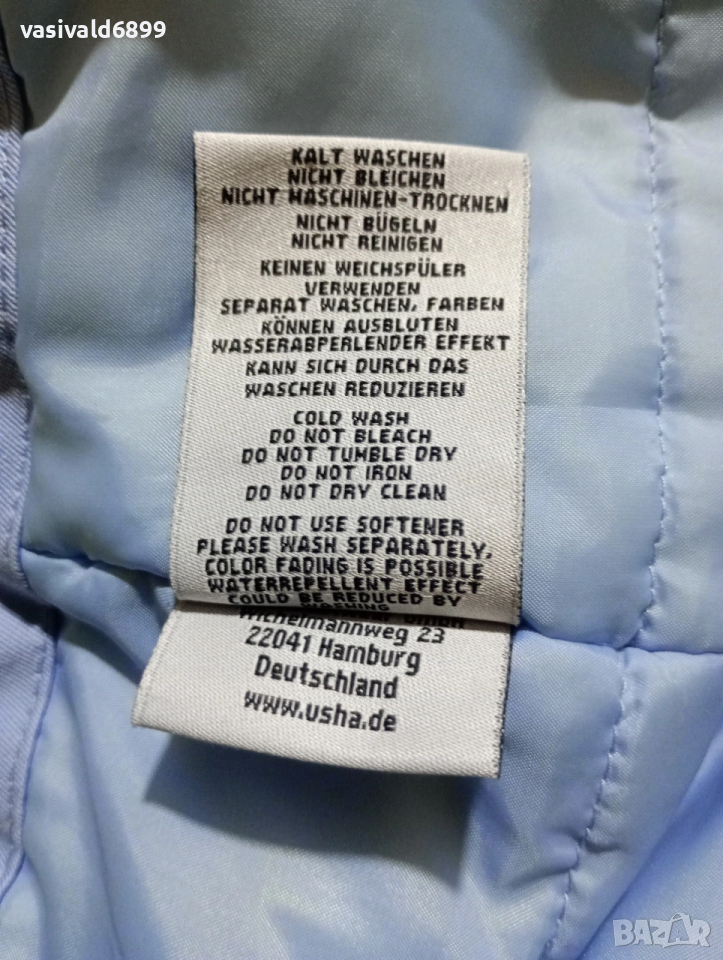 vasivald6899
KALT WASCHEN
NICHT BLEICHEN
NICHT MASCHINEN-TROCKNEN
NICHT BÜGELN
NICHT REINIGEN
KEINEN WEICHSPÜLER
VERWENDEN
SEPARAT WASCHEN, FARBEN
KÖNNEN AUSBLUTEN
WASSERABPERLENDER EFFEKT
KANN SICH DURCH DAS
WASCHEN REDUZIEREN
COLD WASH
DO NOT BLEACH
DO NOT TUMBLE DRY
DO NOT IRON
DO NOT DRY CLEAN
DO NOT USE SOFTENER
PLEASE WASH SEPARATELY,
COLOR FADING IS POSSIBLE
WATERREPELLENT EFFECT
COULD BE REDUCED BY
WASHING
22041 Hamburg
Deutschland
www.usha.de
BAZAR